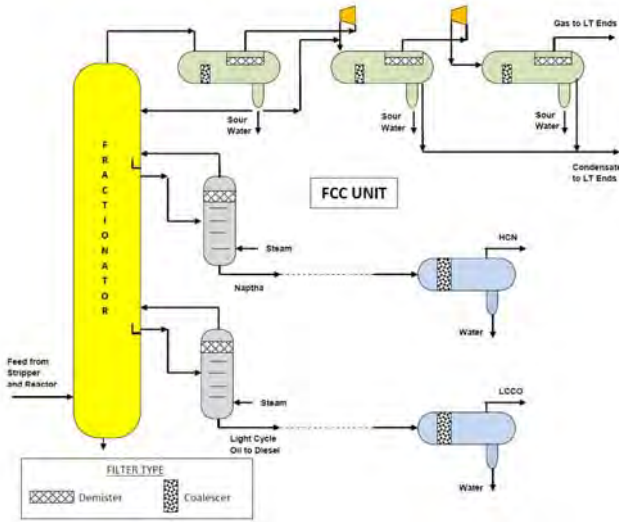 Gas to LT Ends
Sour
Water
Sour
Water
Sour
Water
Condensate
to LT Ends
FRACTIONATOR
FCC UNIT
Steam
Naptha
HCN
Water
Feed from
Stripper
and Reactor
Steam
Light Cycle
Oil to Diesel
LCCO
Water
FILTER TYPE
Demister
Coalescer